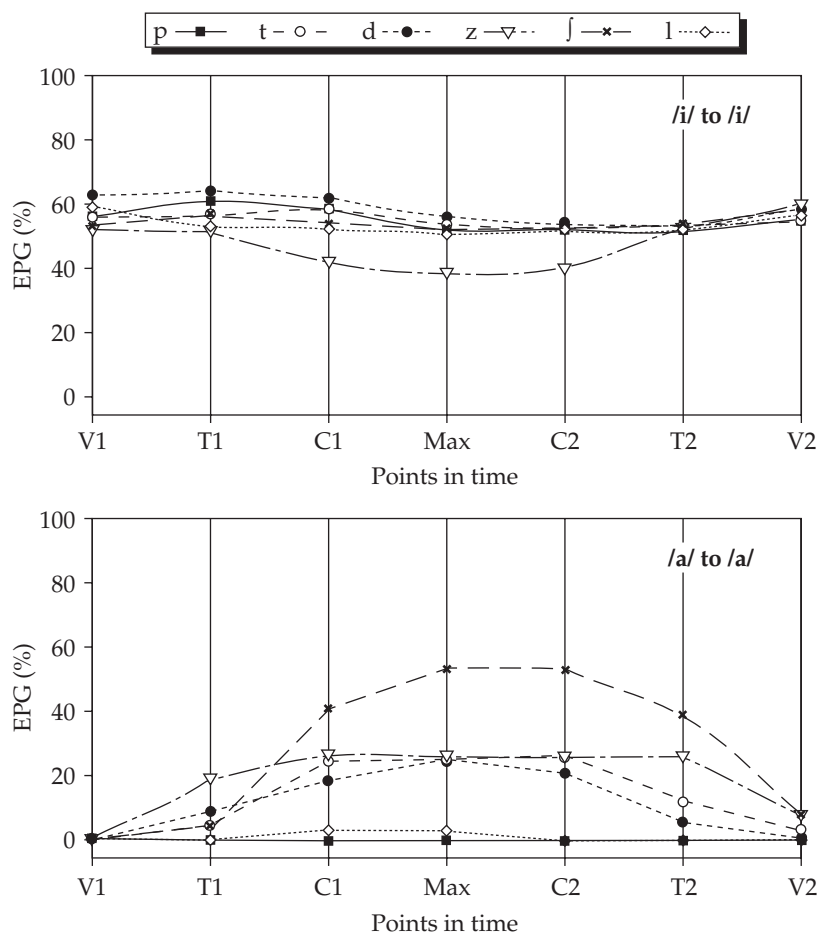 p t d z ʃ l
100
/i/ to /i/
80
60
40
20
0
EPG (%)
V1 T1 C1 Max C2 T2 V2
Points in time
100
/a/ to /a/
80
60
40
20
0
EPG (%)
V1 T1 C1 Max C2 T2 V2
Points in time